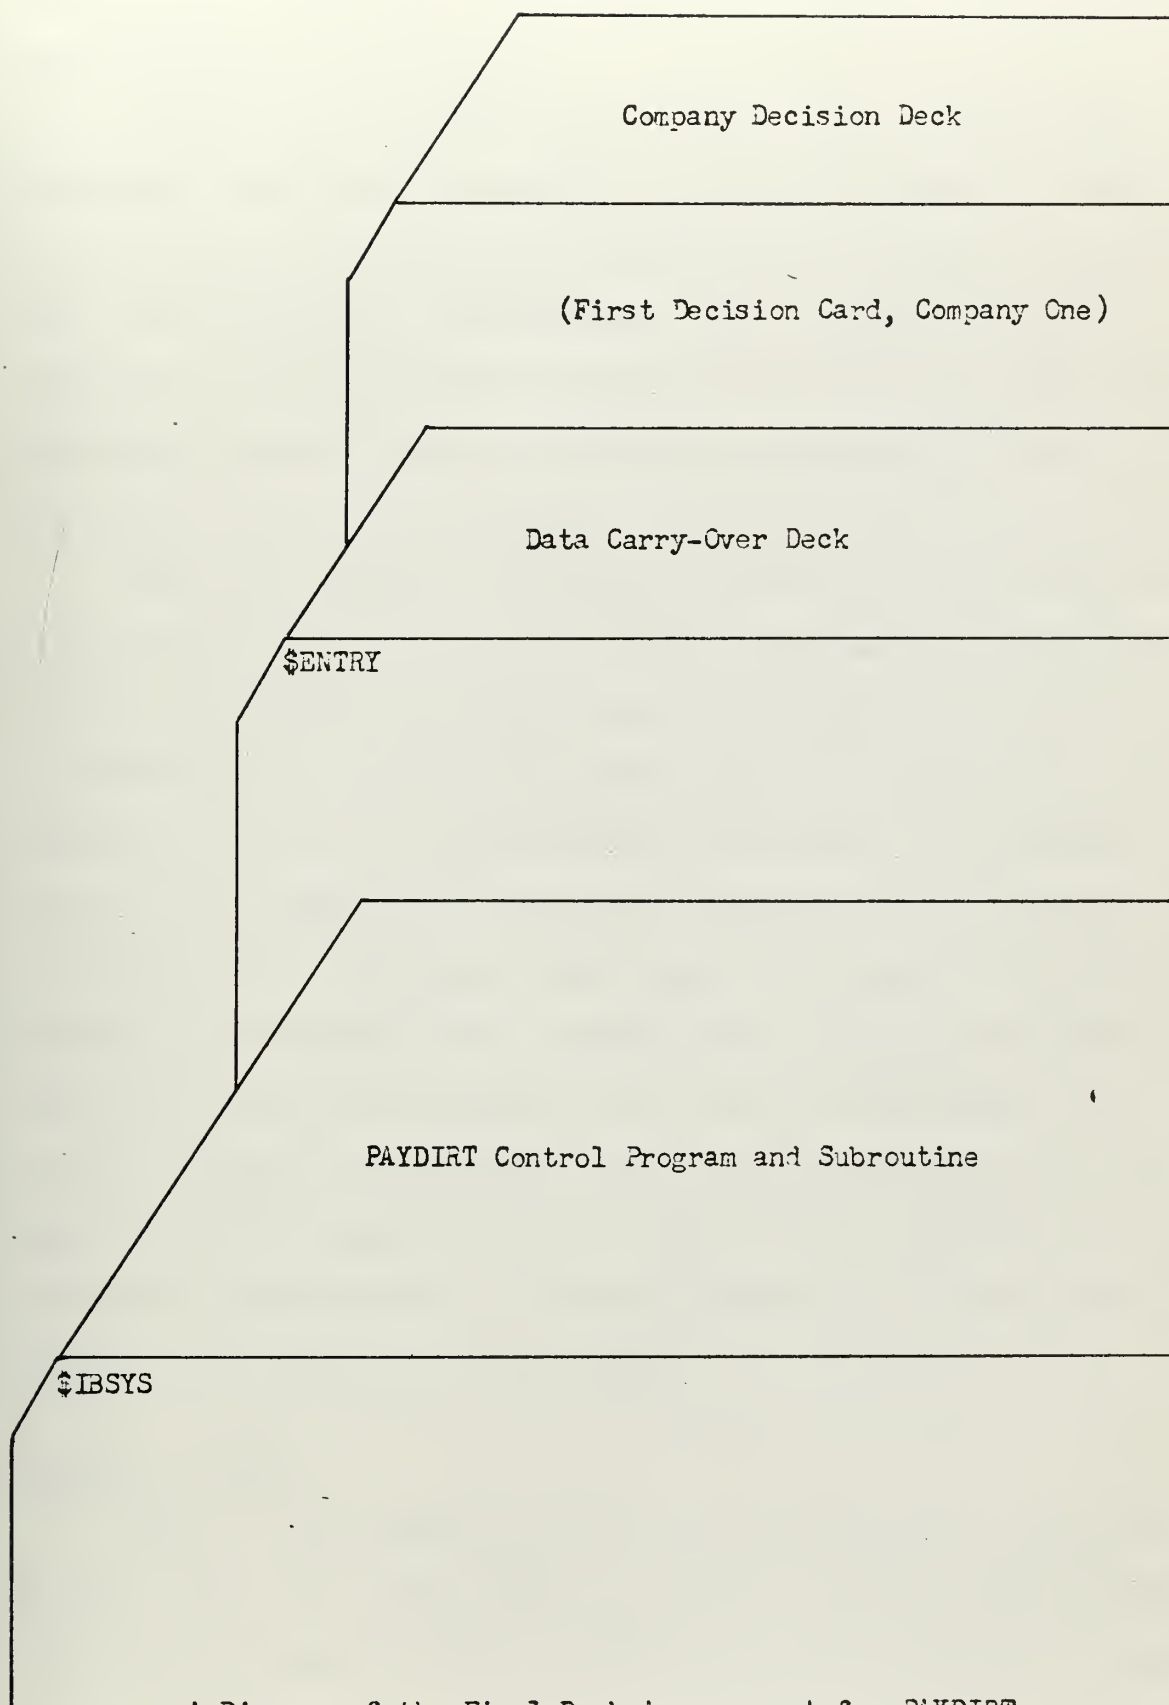 Company Decision Deck
(First Decision Card, Company One)
Data Carry-Over Deck
$ENTRY
PAYDIRT Control Program and Subroutine
$IBSYS
PAYDIRT